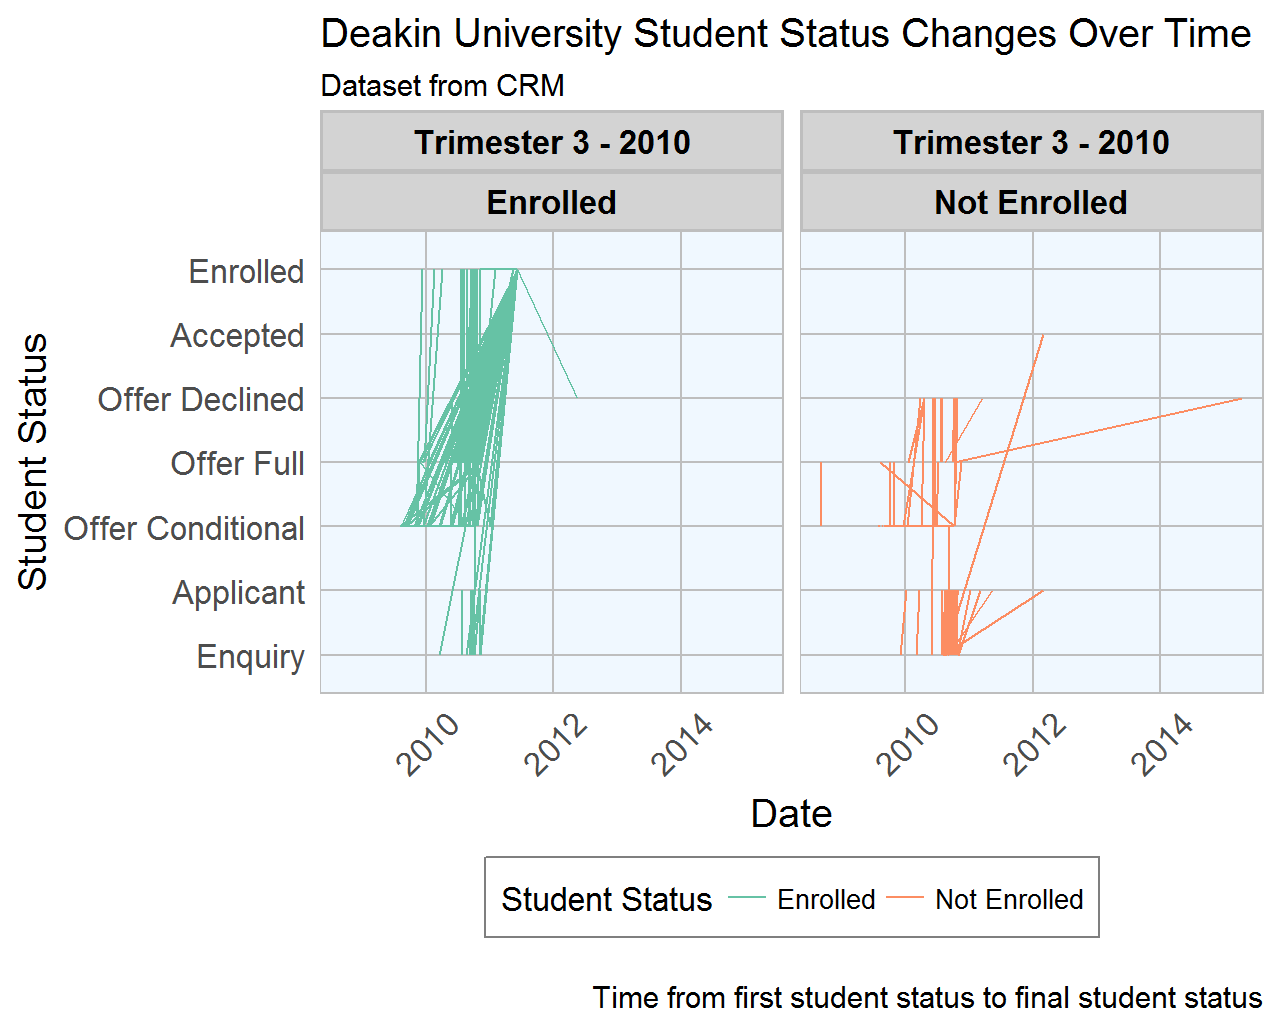 Deakin University Student Status Changes Over Time
Dataset from CRM
Trimester 3 - 2010
Trimester 3 - 2010
Enrolled
Not Enrolled
Student Status
Enrolled
Accepted
Offer Declined
Offer Full
Offer Conditional
Applicant
Enquiry
2010
2012
2014
2010
2012
2014
Date
Student Status Enrolled Not Enrolled
Time from first student status to final student status